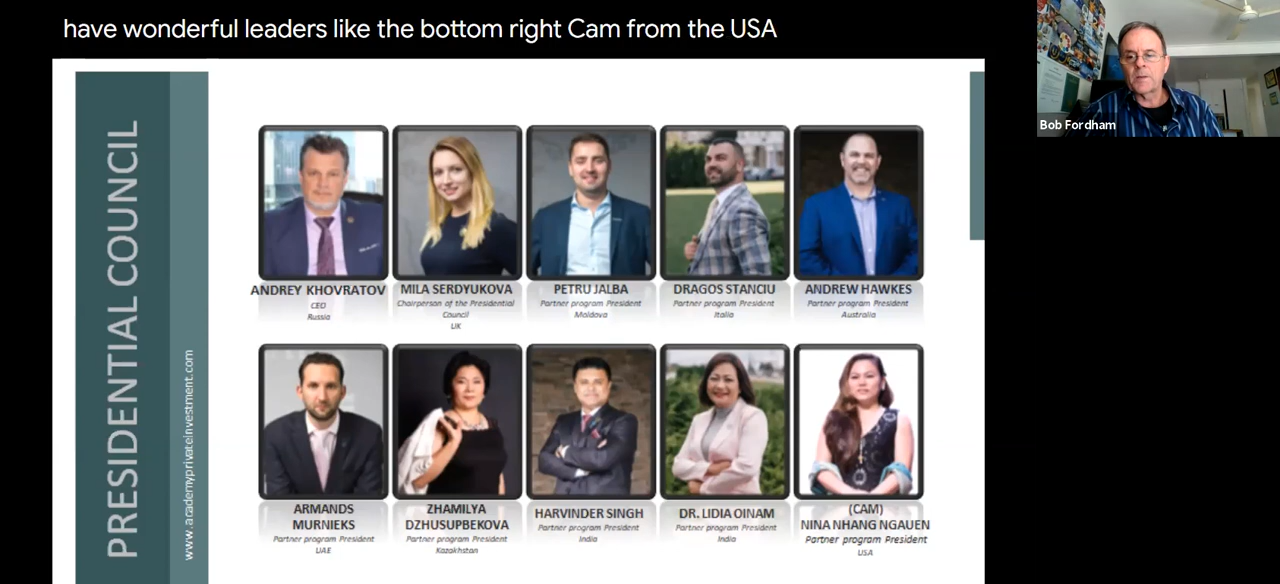 have wonderful leaders like the bottom right Cam from the USA
Bob Fordham
PRESIDENTIAL COUNCIL
www.academyprivateinvestment.com
ANDREY KHOVRATOV
CEO
Russia
MILA SERDYUKOVA
Chairperson of the Presidential
Council
UK
PETRU JALBA
Partner program President
Moldova
DRAGOS STANCIU
Partner program President
Italia
ANDREW HAWKES
Partner program President
Australia
ARMANDS
MURNIEKS
Partner program President
UAE
ZHAMILYA
DZHUSUPBEKOVA
Partner program President
Kazakhstan
HARVINDER SINGH
Partner program President
India
DR. LIDIA OINAM
Partner program President
India
(CAM)
NINA NHANG NGAUEN
Partner program President
USA